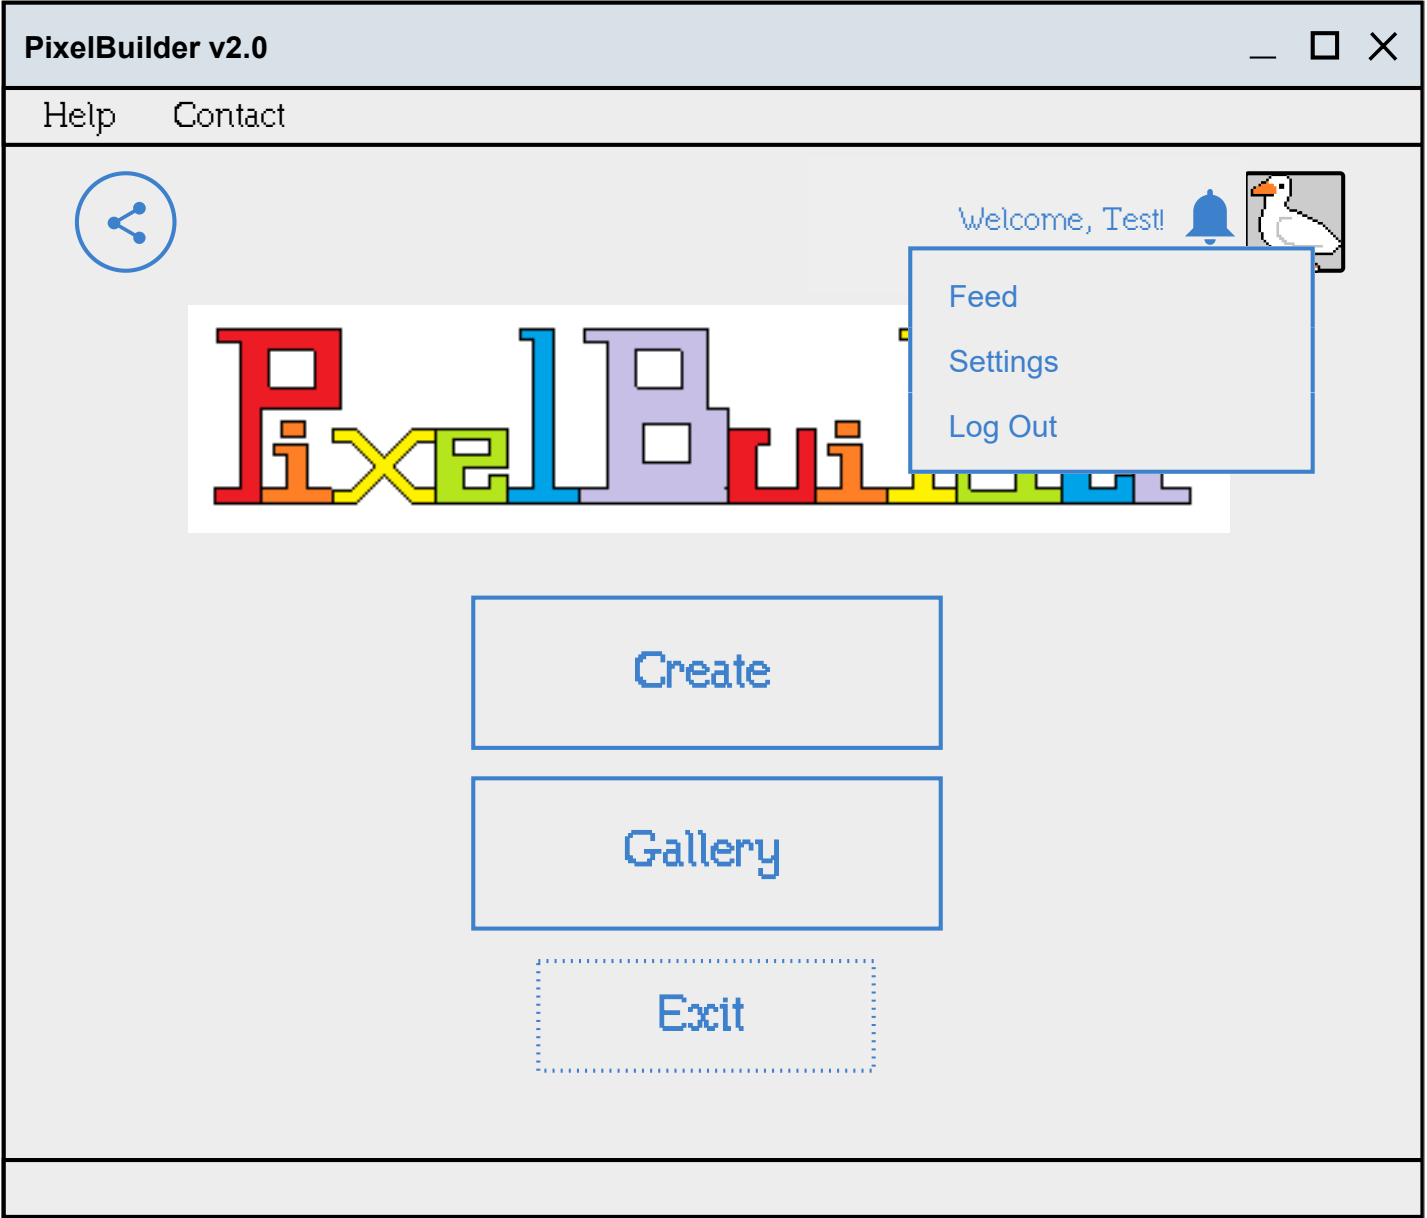 PixelBuilder v2.0
Help Contact
Welcome, Test!
Feed
Settings
Log Out
Create
Gallery
Exit